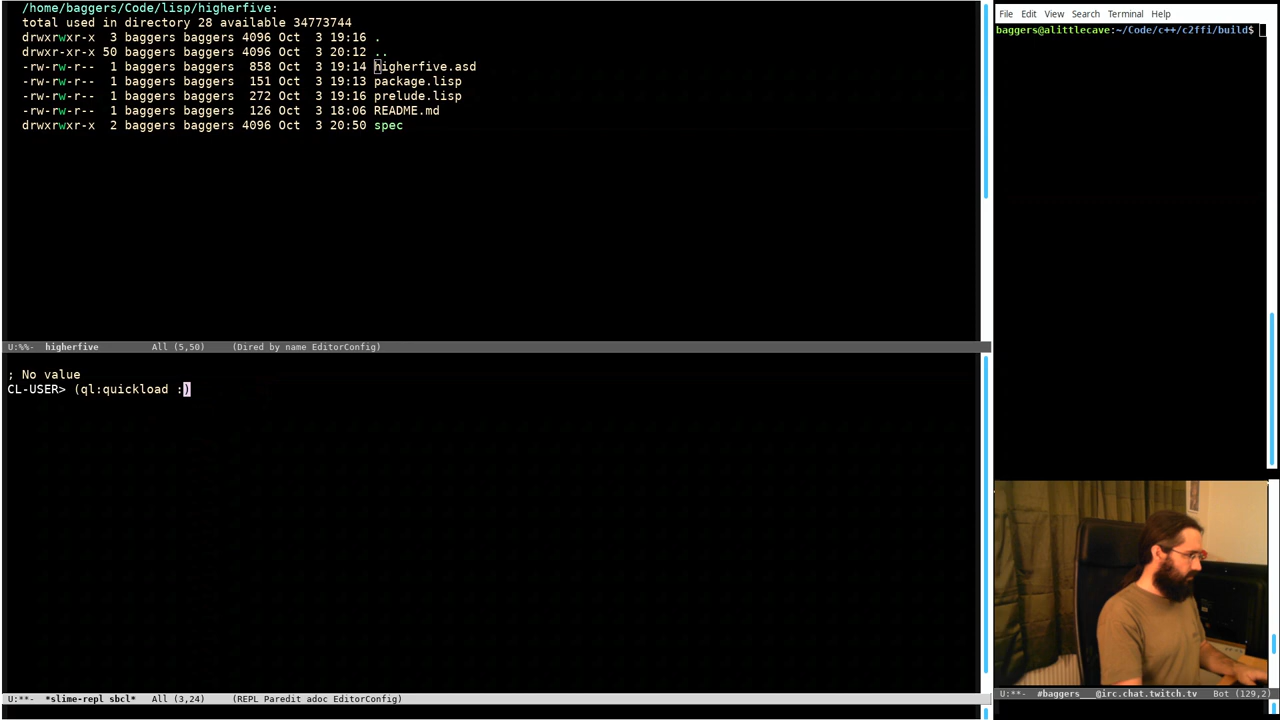 /home/baggers/Code/lisp/higherfive:
total used in directory 28 available 34773744
drwxrwxr-x  3 baggers baggers 4096 Oct  3 19:16 .
drwxr-xr-x 50 baggers baggers 4096 Oct  3 20:12 ..
-rw-rw-r--  1 baggers baggers  858 Oct  3 19:14 higherfive.asd
-rw-rw-r--  1 baggers baggers  151 Oct  3 19:13 package.lisp
-rw-rw-r--  1 baggers baggers  272 Oct  3 19:16 prelude.lisp
-rw-rw-r--  1 baggers baggers  126 Oct  3 18:06 README.md
drwxrwxr-x  2 baggers baggers 4096 Oct  3 20:50 spec
U:%%-  higherfive  All (5,50)  (Dired by name EditorConfig)
; No value
CL-USER> (ql:quickload :)
U:**-  *slime-repl sbcl*  All (3,24)  (REPL Paredit adoc EditorConfig)
File Edit View Search Terminal Help
baggers@alittlecave:~/Code/c++/c2ffi/build$
U:**-  #baggers___@irc.chat.twitch.tv  Bot (129,2)